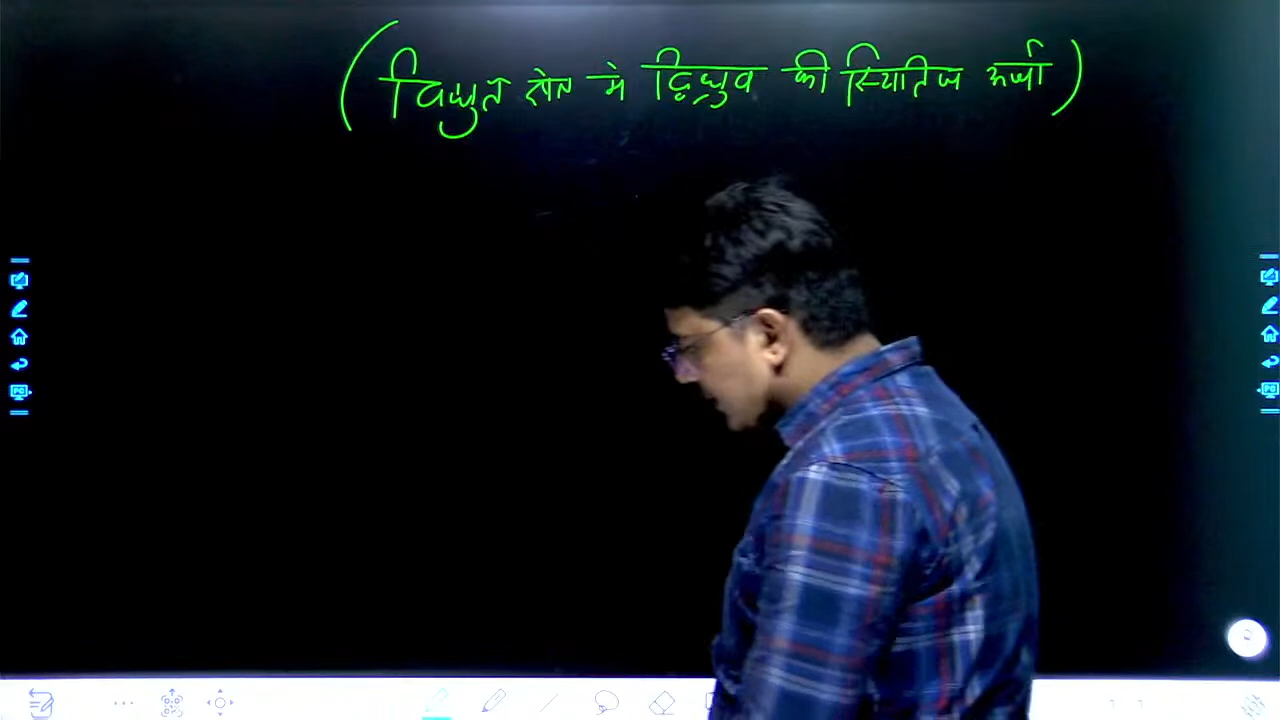 (विद्युत क्षेत्र मे द्विध्रुव की स्थितिज ऊर्जा)